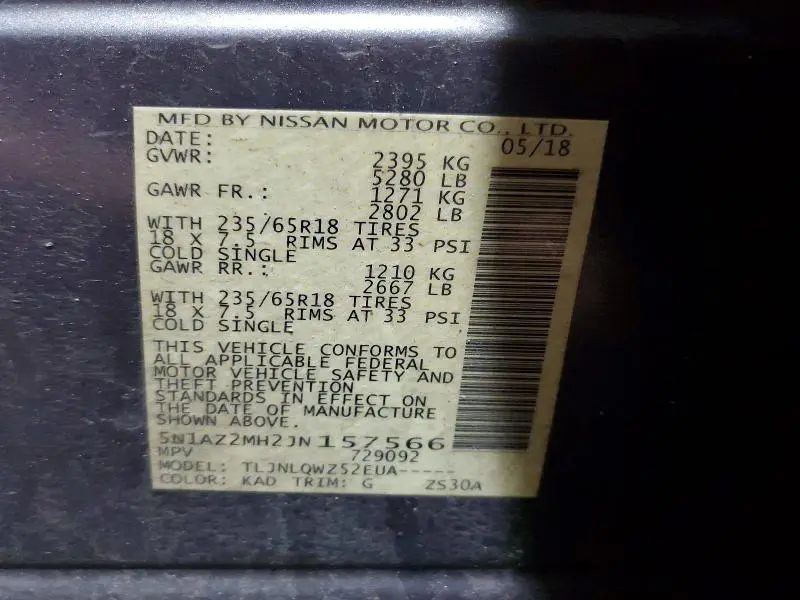 MFD BY NISSAN MOTOR CO., LTD.
DATE: 05/18
GVWR: 2395 KG
5280 LB
GAWR FR.: 1271 KG
2802 LB
WITH 235/65R18 TIRES
18 X 7.5 RIMS AT 33 PSI
COLD SINGLE
GAWR RR.: 1210 KG
2667 LB
WITH 235/65R18 TIRES
18 X 7.5 RIMS AT 33 PSI
COLD SINGLE
THIS VEHICLE CONFORMS TO
ALL APPLICABLE FEDERAL
MOTOR VEHICLE SAFETY AND
THEFT PREVENTION
STANDARDS IN EFFECT ON
THE DATE OF MANUFACTURE
SHOWN ABOVE.
5N1AZ2MH2JN157566
MPV 729092
MODEL: TLJNLQWZ52EUA-----
COLOR: KAD TRIM: G ZS30A